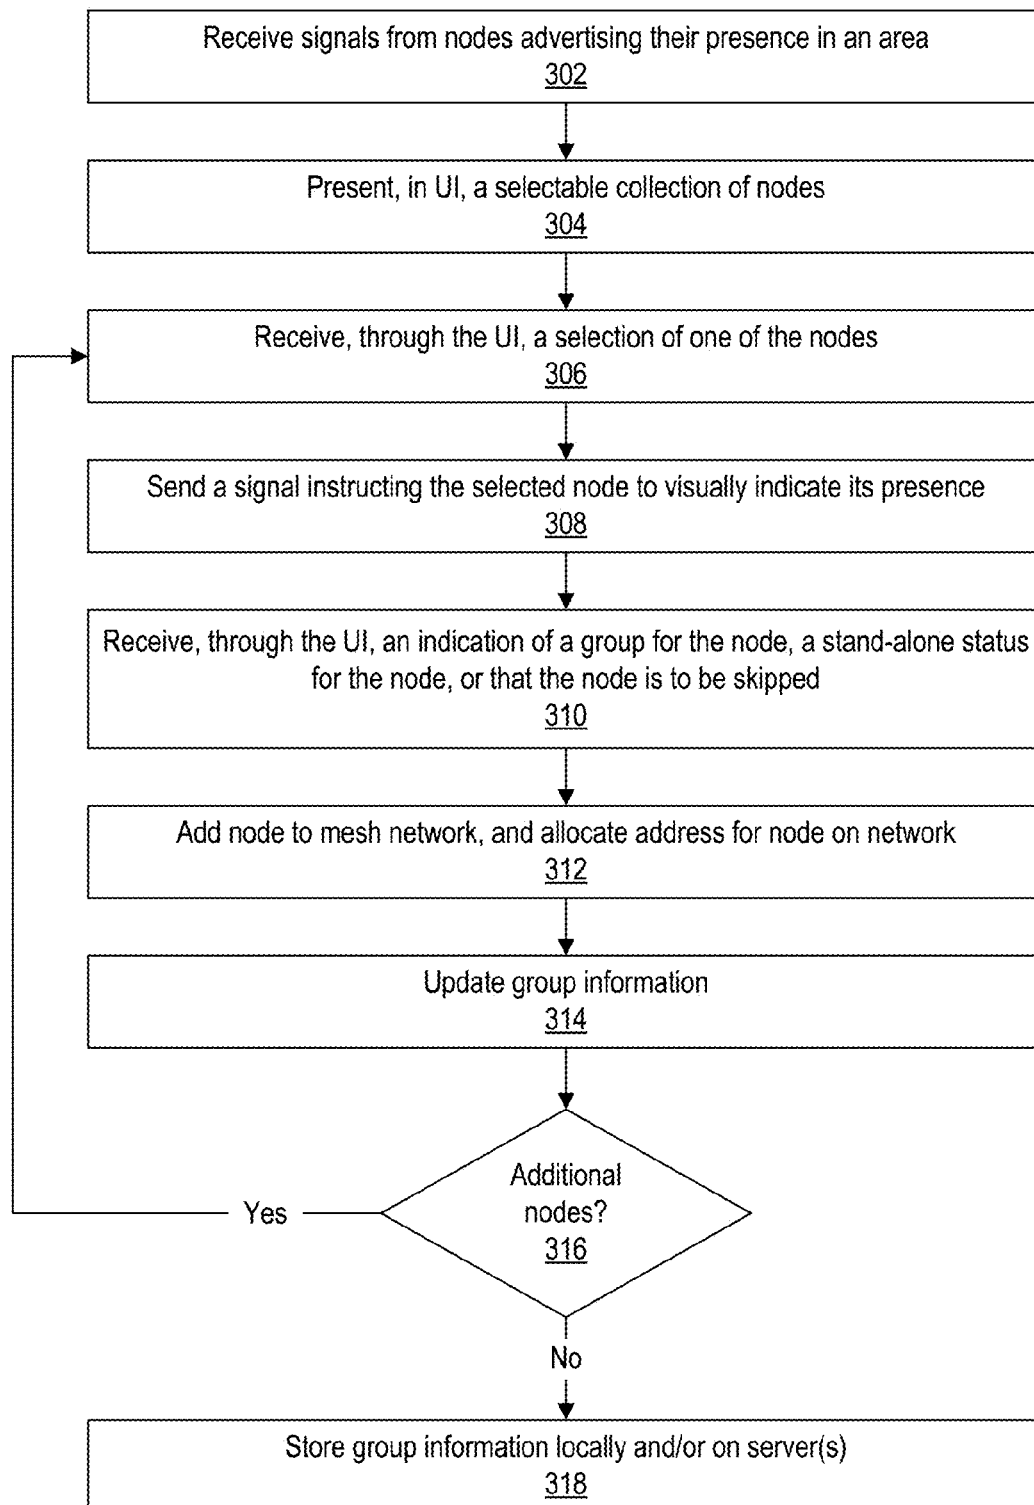 Receive signals from nodes advertising their presence in an area
302
Present, in UI, a selectable collection of nodes
304
Receive, through the UI, a selection of one of the nodes
306
Send a signal instructing the selected node to visually indicate its presence
308
Receive, through the UI, an indication of a group for the node, a stand-alone status
for the node, or that the node is to be skipped
310
Add node to mesh network, and allocate address for node on network
312
Update group information
314
Additional
nodes?
316
Yes
No
Store group information locally and/or on server(s)
318